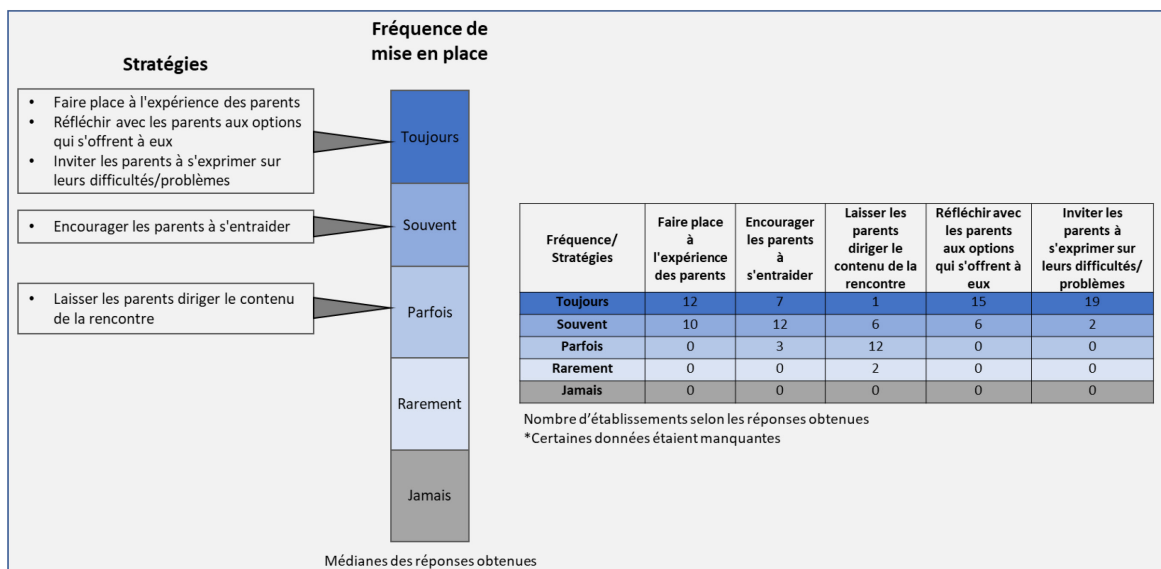 Stratégies
• Faire place à l'expérience des parents
• Réfléchir avec les parents aux options
qui s'offrent à eux
• Inviter les parents à s'exprimer sur
leurs difficultés/problèmes
• Encourager les parents à s'entraider
• Laisser les parents diriger le contenu
de la rencontre
Fréquence de
mise en place
Toujours
Souvent
Parfois
Rarement
Jamais
Médianes des réponses obtenues
Fréquence/
Stratégies
Faire place
à
l'expérience
des parents
Encourager
les parents
à
s'entraider
Laisser les
parents
diriger le
contenu de la
rencontre
Réfléchir avec
les parents
aux options
qui s'offrent à
eux
Inviter les
parents à
s'exprimer sur
leurs difficultés/
problèmes
Toujours 12 7 1 15 19
Souvent 10 12 6 6 2
Parfois 0 3 12 0 0
Rarement 0 0 2 0 0
Jamais 0 0 0 0 0
Nombre d’établissements selon les réponses obtenues
*Certaines données étaient manquantes